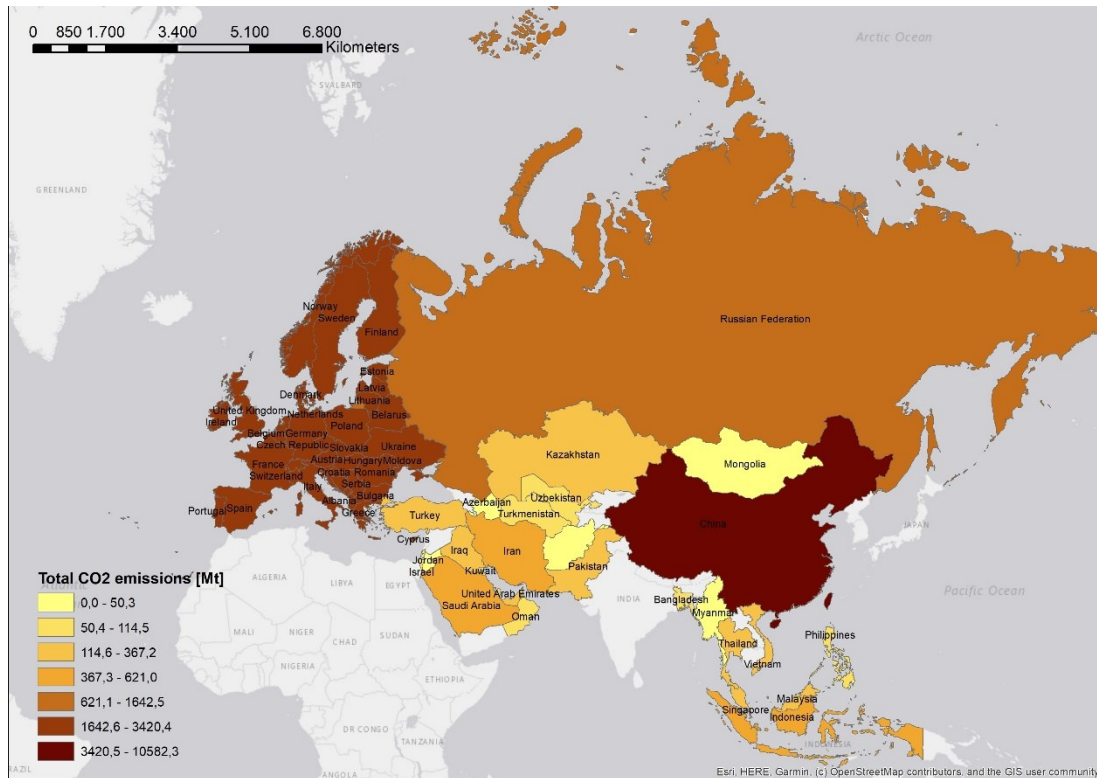 0 850 1.700 3.400 5.100 6.800
Kilometers
Arctic Ocean
SVALBARD
GREENLAND
Russian Federation
Norway
Sweden
Finland
Estonia
Latvia
Lithuania
Denmark
United Kingdom
Ireland
Netherlands
Belarus
Poland
Belgium
Germany
Czech Republic
Ukraine
Slovakia
Austria
Hungary
Moldova
France
Switzerland
Croatia
Romania
Serbia
Italy
Bulgaria
Albania
Portugal
Spain
Greece
Kazakhstan
Mongolia
Uzbekistan
Azerbaijan
Turkmenistan
Turkey
China
JAPAN
Cyprus
Iraq
Iran
Jordan
Israel
Kuwait
Pakistan
United Arab Emirates
Saudi Arabia
Oman
ALGERIA
LIBYA
EGYPT
MALI
NIGER
CHAD
SUDAN
NIGERIA
ETHIOPIA
DR CONGO
TANZANIA
ANGOLA
INDIA
Bangladesh
Myanmar
Thailand
Vietnam
Philippines
Pacific Ocean
Malaysia
Singapore
Indonesia
INDONESIA
Total CO2 emissions [Mt]
0,0 - 50,3
50,4 - 114,5
114,6 - 367,2
367,3 - 621,0
621,1 - 1642,5
1642,6 - 3420,4
3420,5 - 10582,3
Esri, HERE, Garmin, (c) OpenStreetMap contributors, and the GIS user community